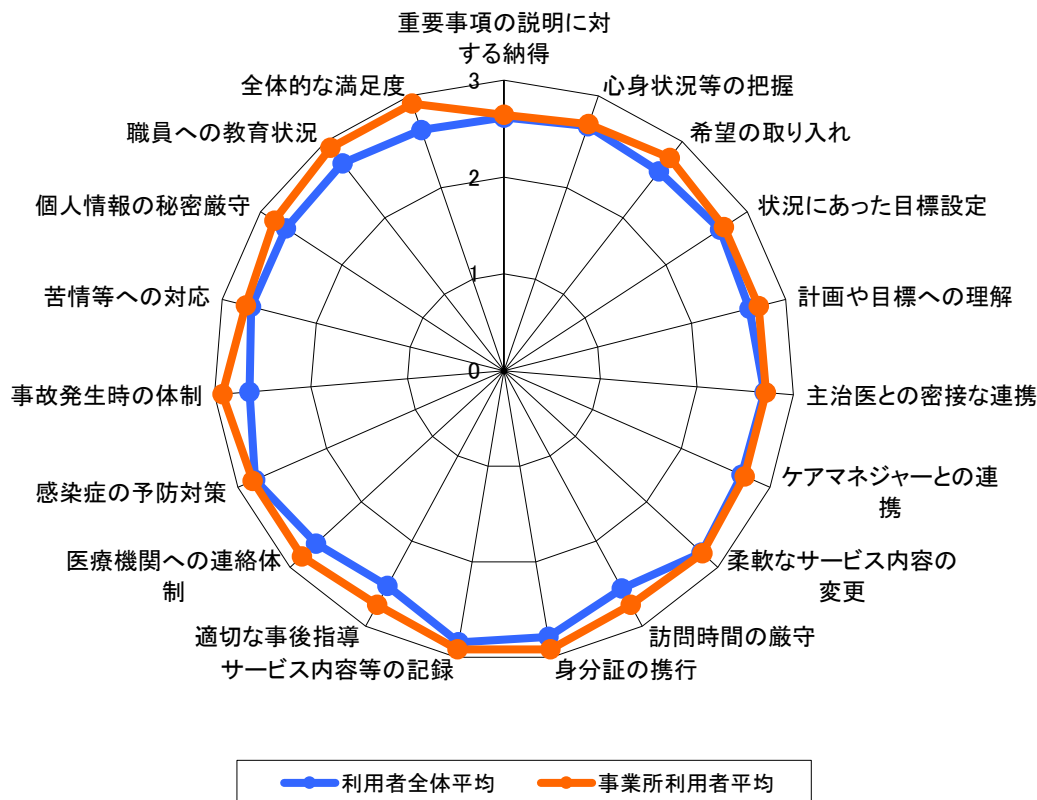 重要事項の説明に対
する納得
心身状況等の把握
希望の取り入れ
状況にあった目標設定
計画や目標への理解
主治医との密接な連携
ケアマネジャーとの連
携
柔軟なサービス内容の
変更
訪問時間の厳守
身分証の携行
サービス内容等の記録
適切な事後指導
医療機関への連絡体
制
感染症の予防対策
事故発生時の体制
苦情等への対応
個人情報の秘密厳守
職員への教育状況
全体的な満足度
3
2
1
0
利用者全体平均
事業所利用者平均